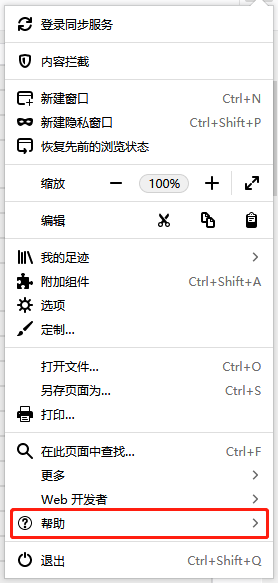 登录同步服务
内容拦截
新建窗口 Ctrl+N
新建隐私窗口 Ctrl+Shift+P
恢复先前的浏览状态
缩放 100%
编辑
我的足迹
附加组件 Ctrl+Shift+A
选项
定制...
打开文件... Ctrl+O
另存页面为... Ctrl+S
打印...
在此页面中查找... Ctrl+F
更多
Web 开发者
帮助
退出 Ctrl+Shift+Q